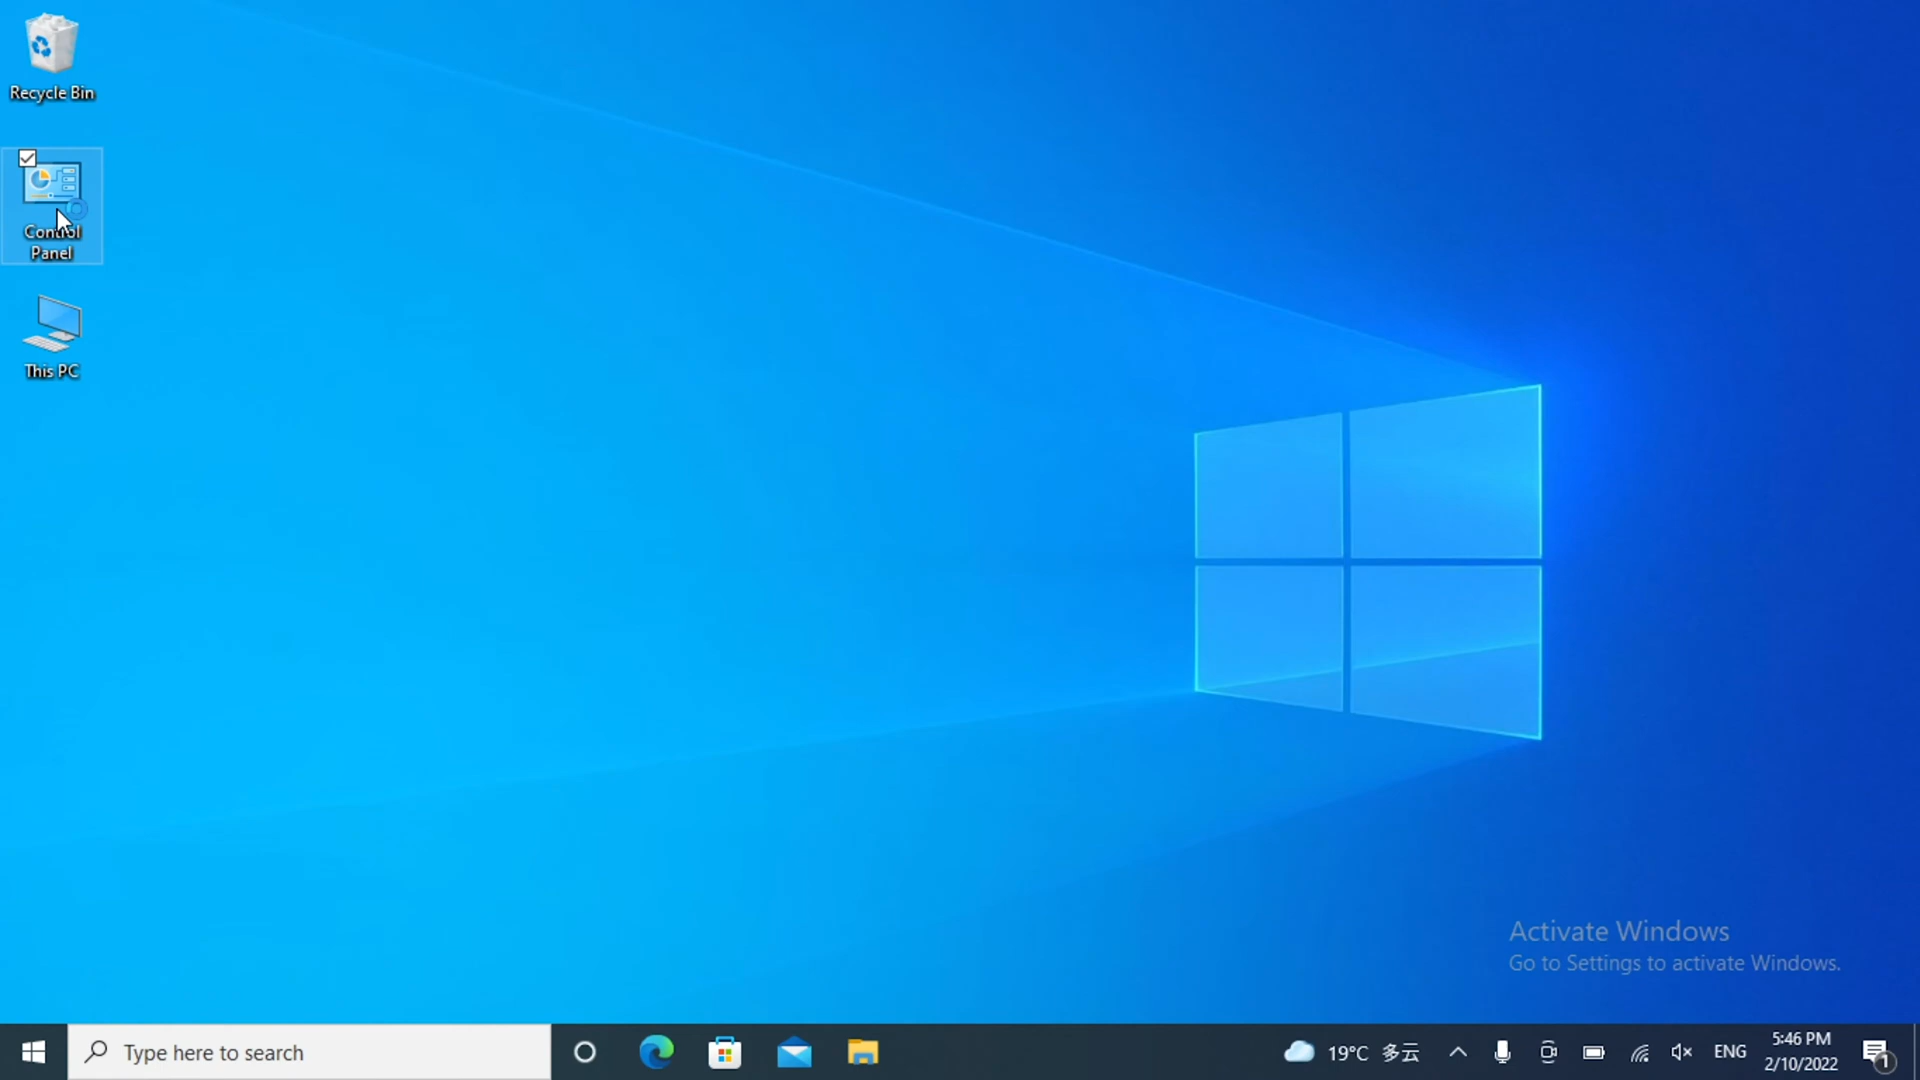 Recycle Bin
Control
Panel
This PC
Activate Windows
Go to Settings to activate Windows.
Type here to search
19°C 多云
ENG
5:46 PM
2/10/2022
1